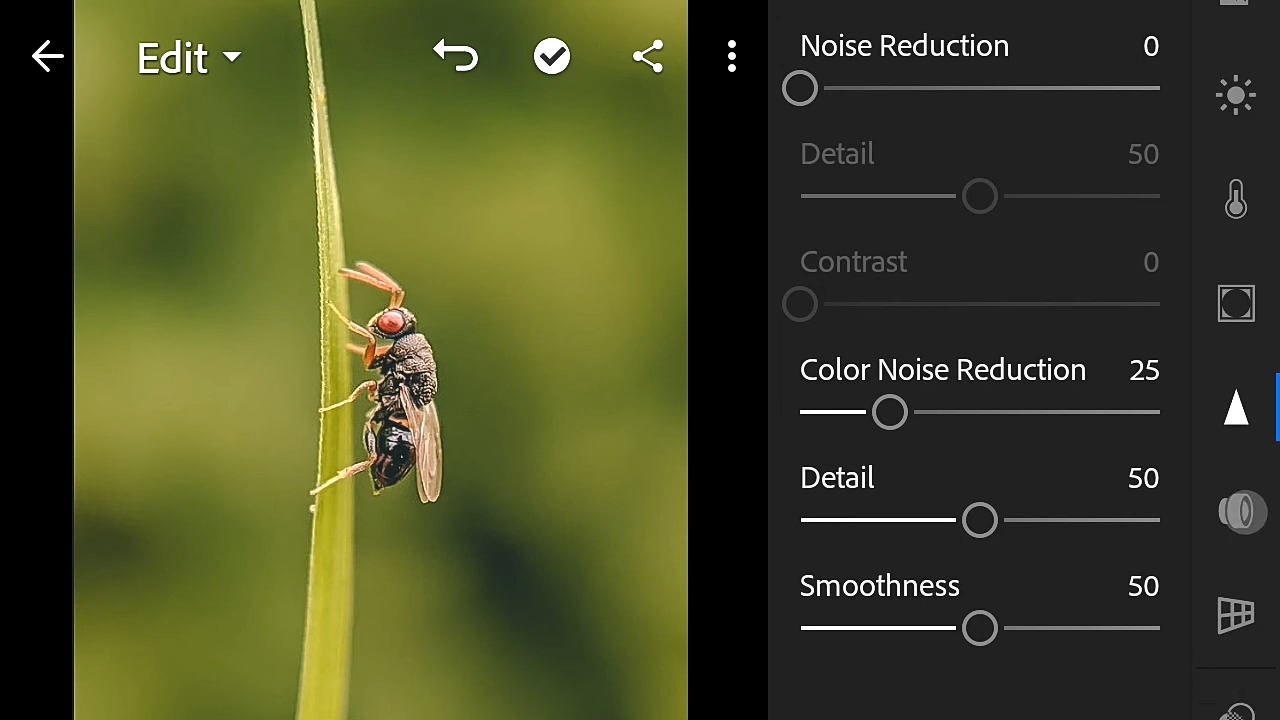 Edit
Noise Reduction 0
Detail 50
Contrast 0
Color Noise Reduction 25
Detail 50
Smoothness 50